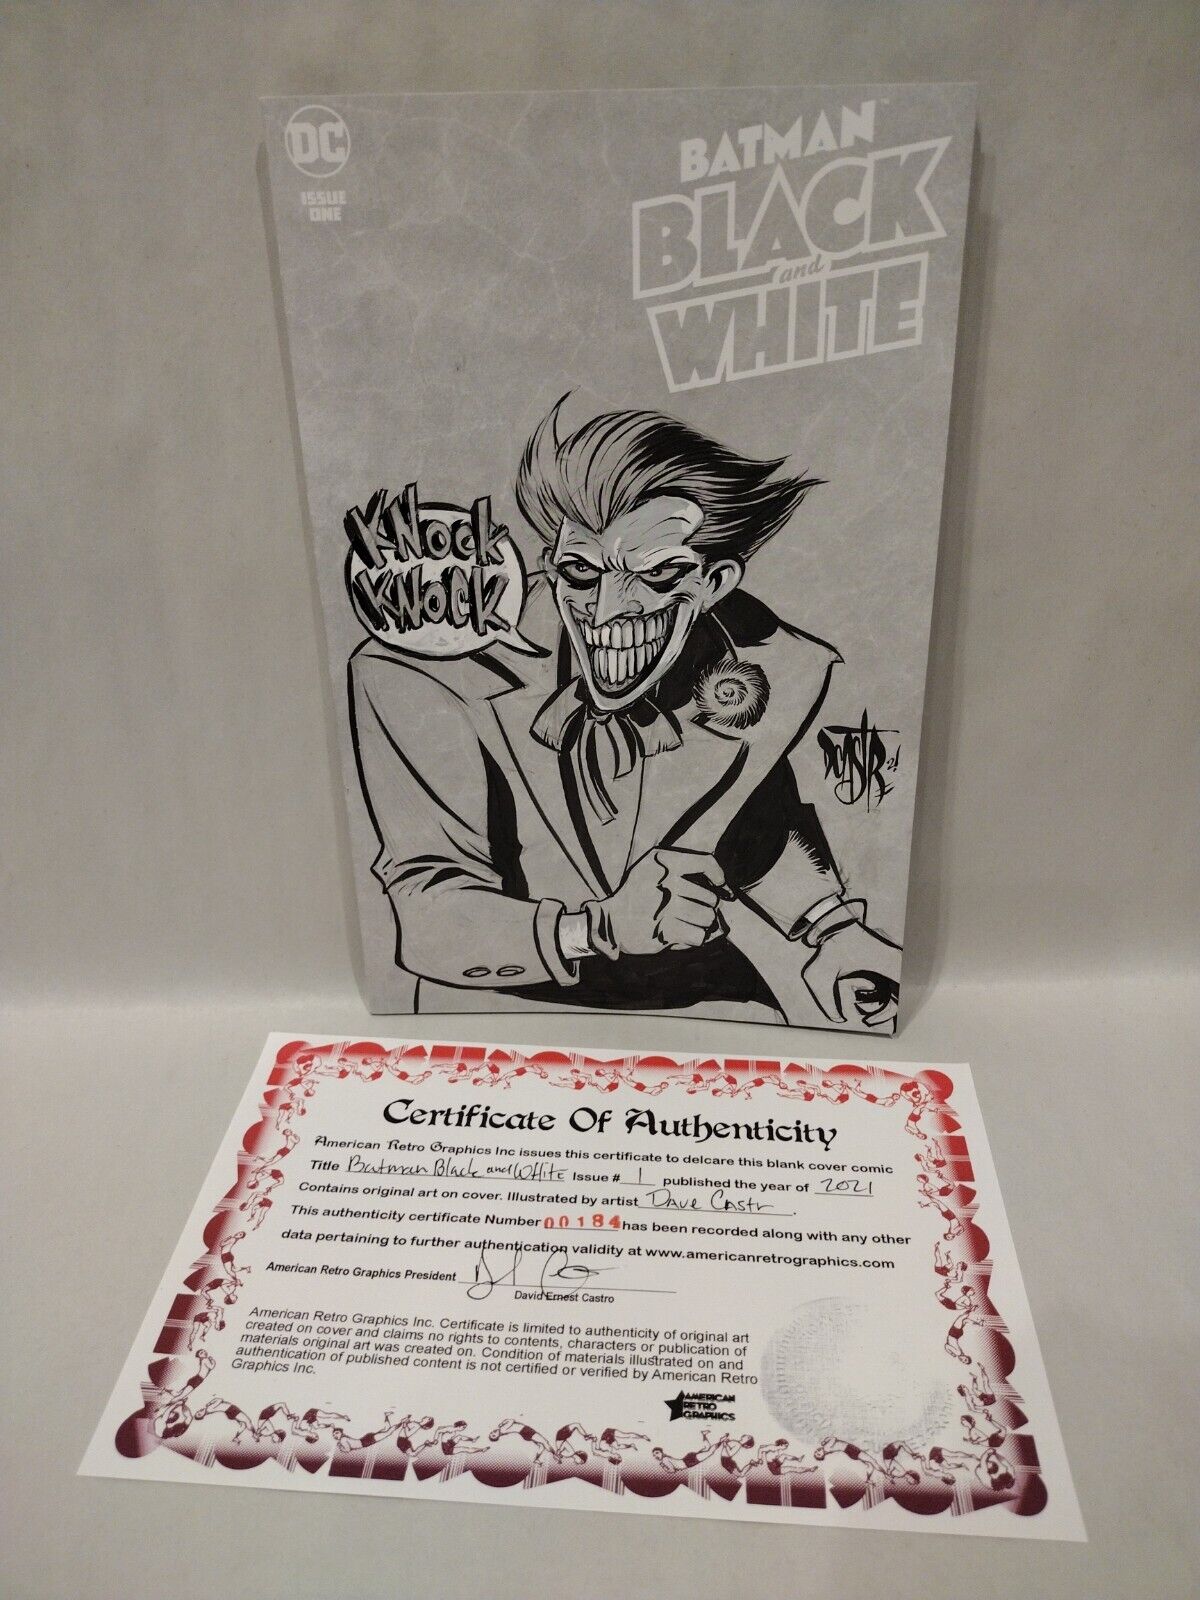 DC
ISSUE
ONE
BATMAN™
BLACK
and
WHITE
KNOCK
KNOCK
DCASTR
21
Certificate Of Authenticity
American Retro Graphics Inc issues this certificate to delcare this blank cover comic
Title Batman Black and White Issue # 1 published the year of 2021
Contains original art on cover. Illustrated by artist Dave Castr.
This authenticity certificate Number 00184 has been recorded along with any other
data pertaining to further authentication validity at www.americanretrographics.com
American Retro Graphics President
David Ernest Castro
American Retro Graphics Inc. Certificate is limited to authenticity of original art
created on cover and claims no rights to contents, characters or publication of
materials original art was created on. Condition of materials illustrated on and
authentication of published content is not certified or verified by American Retro
Graphics Inc.
AMERICAN
RETRO
GRAPHICS